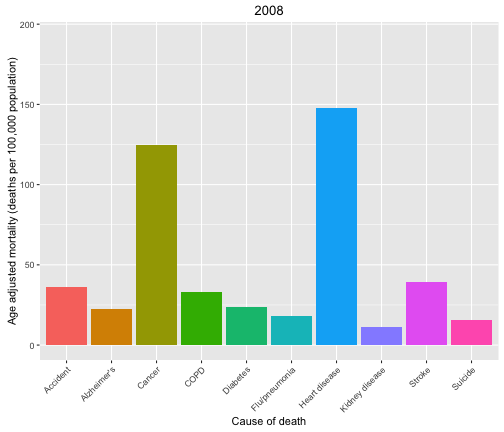 2008
Age adjusted mortality (deaths per 100,000 population)
200
150
100
50
0
Accident
Alzheimer's
Cancer
COPD
Diabetes
Flu/pneumonia
Heart disease
Kidney disease
Stroke
Suicide
Cause of death